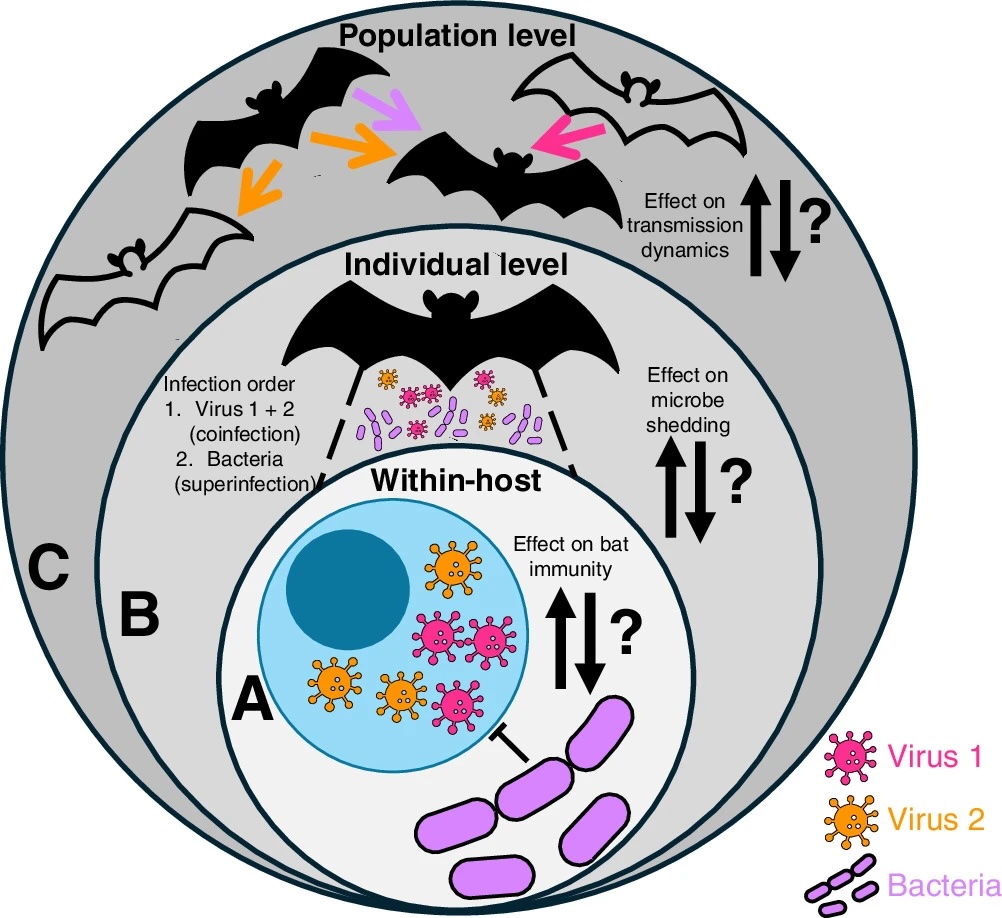 Population level
Effect on
transmission
dynamics
?
Individual level
Infection order
1. Virus 1 + 2
(coinfection)
2. Bacteria
(superinfection)
Effect on
microbe
shedding
?
Within-host
Effect on bat
immunity
?
C
B
A
Virus 1
Virus 2
Bacteria